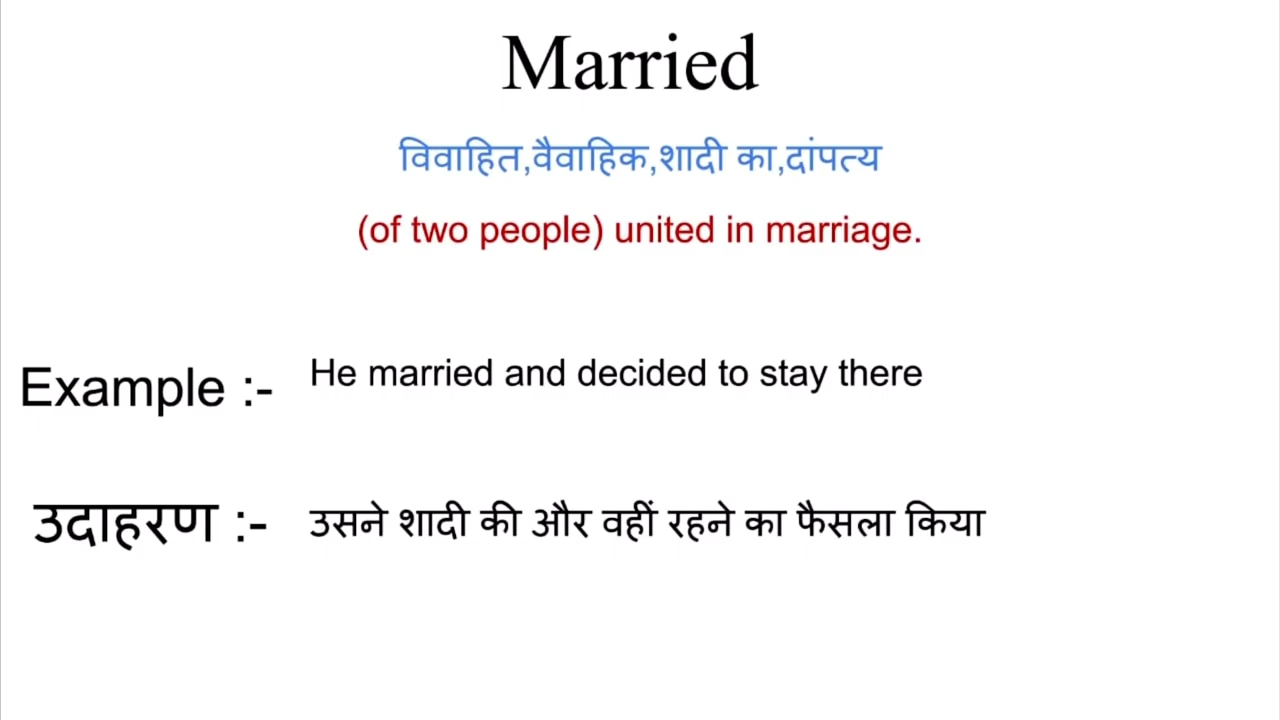 Married
विवाहित,वैवाहिक,शादी का,दांपत्य
(of two people) united in marriage.
Example :- He married and decided to stay there
उदाहरण :- उसने शादी की और वहीं रहने का फैसला किया